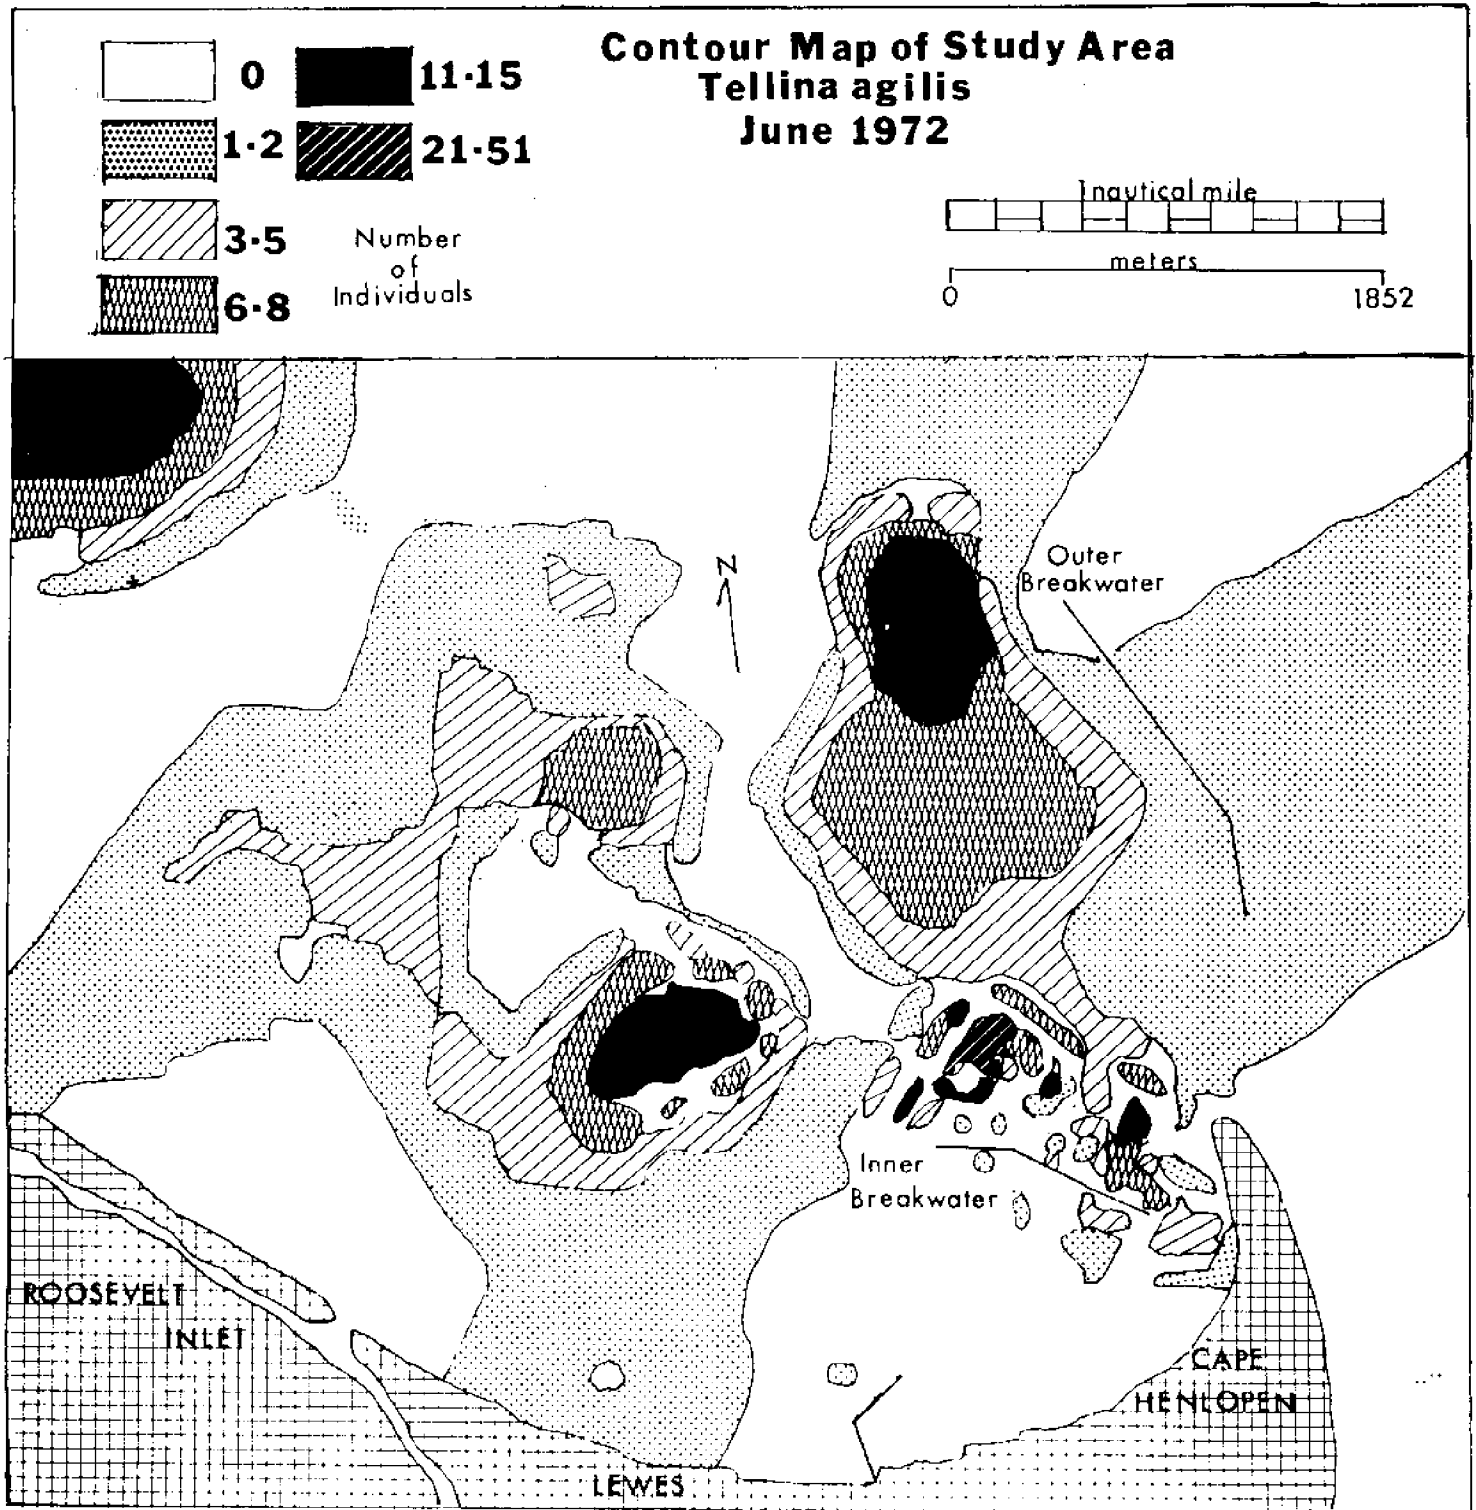 Contour Map of Study Area
Tellina agilis
June 1972
0
11·15
1·2
21·51
3·5
6·8
Number
of
Individuals
1 nautical mile
meters
0
1852
N
Outer
Breakwater
Inner
Breakwater
ROOSEVELT
INLET
CAPE
HENLOPEN
LEWES